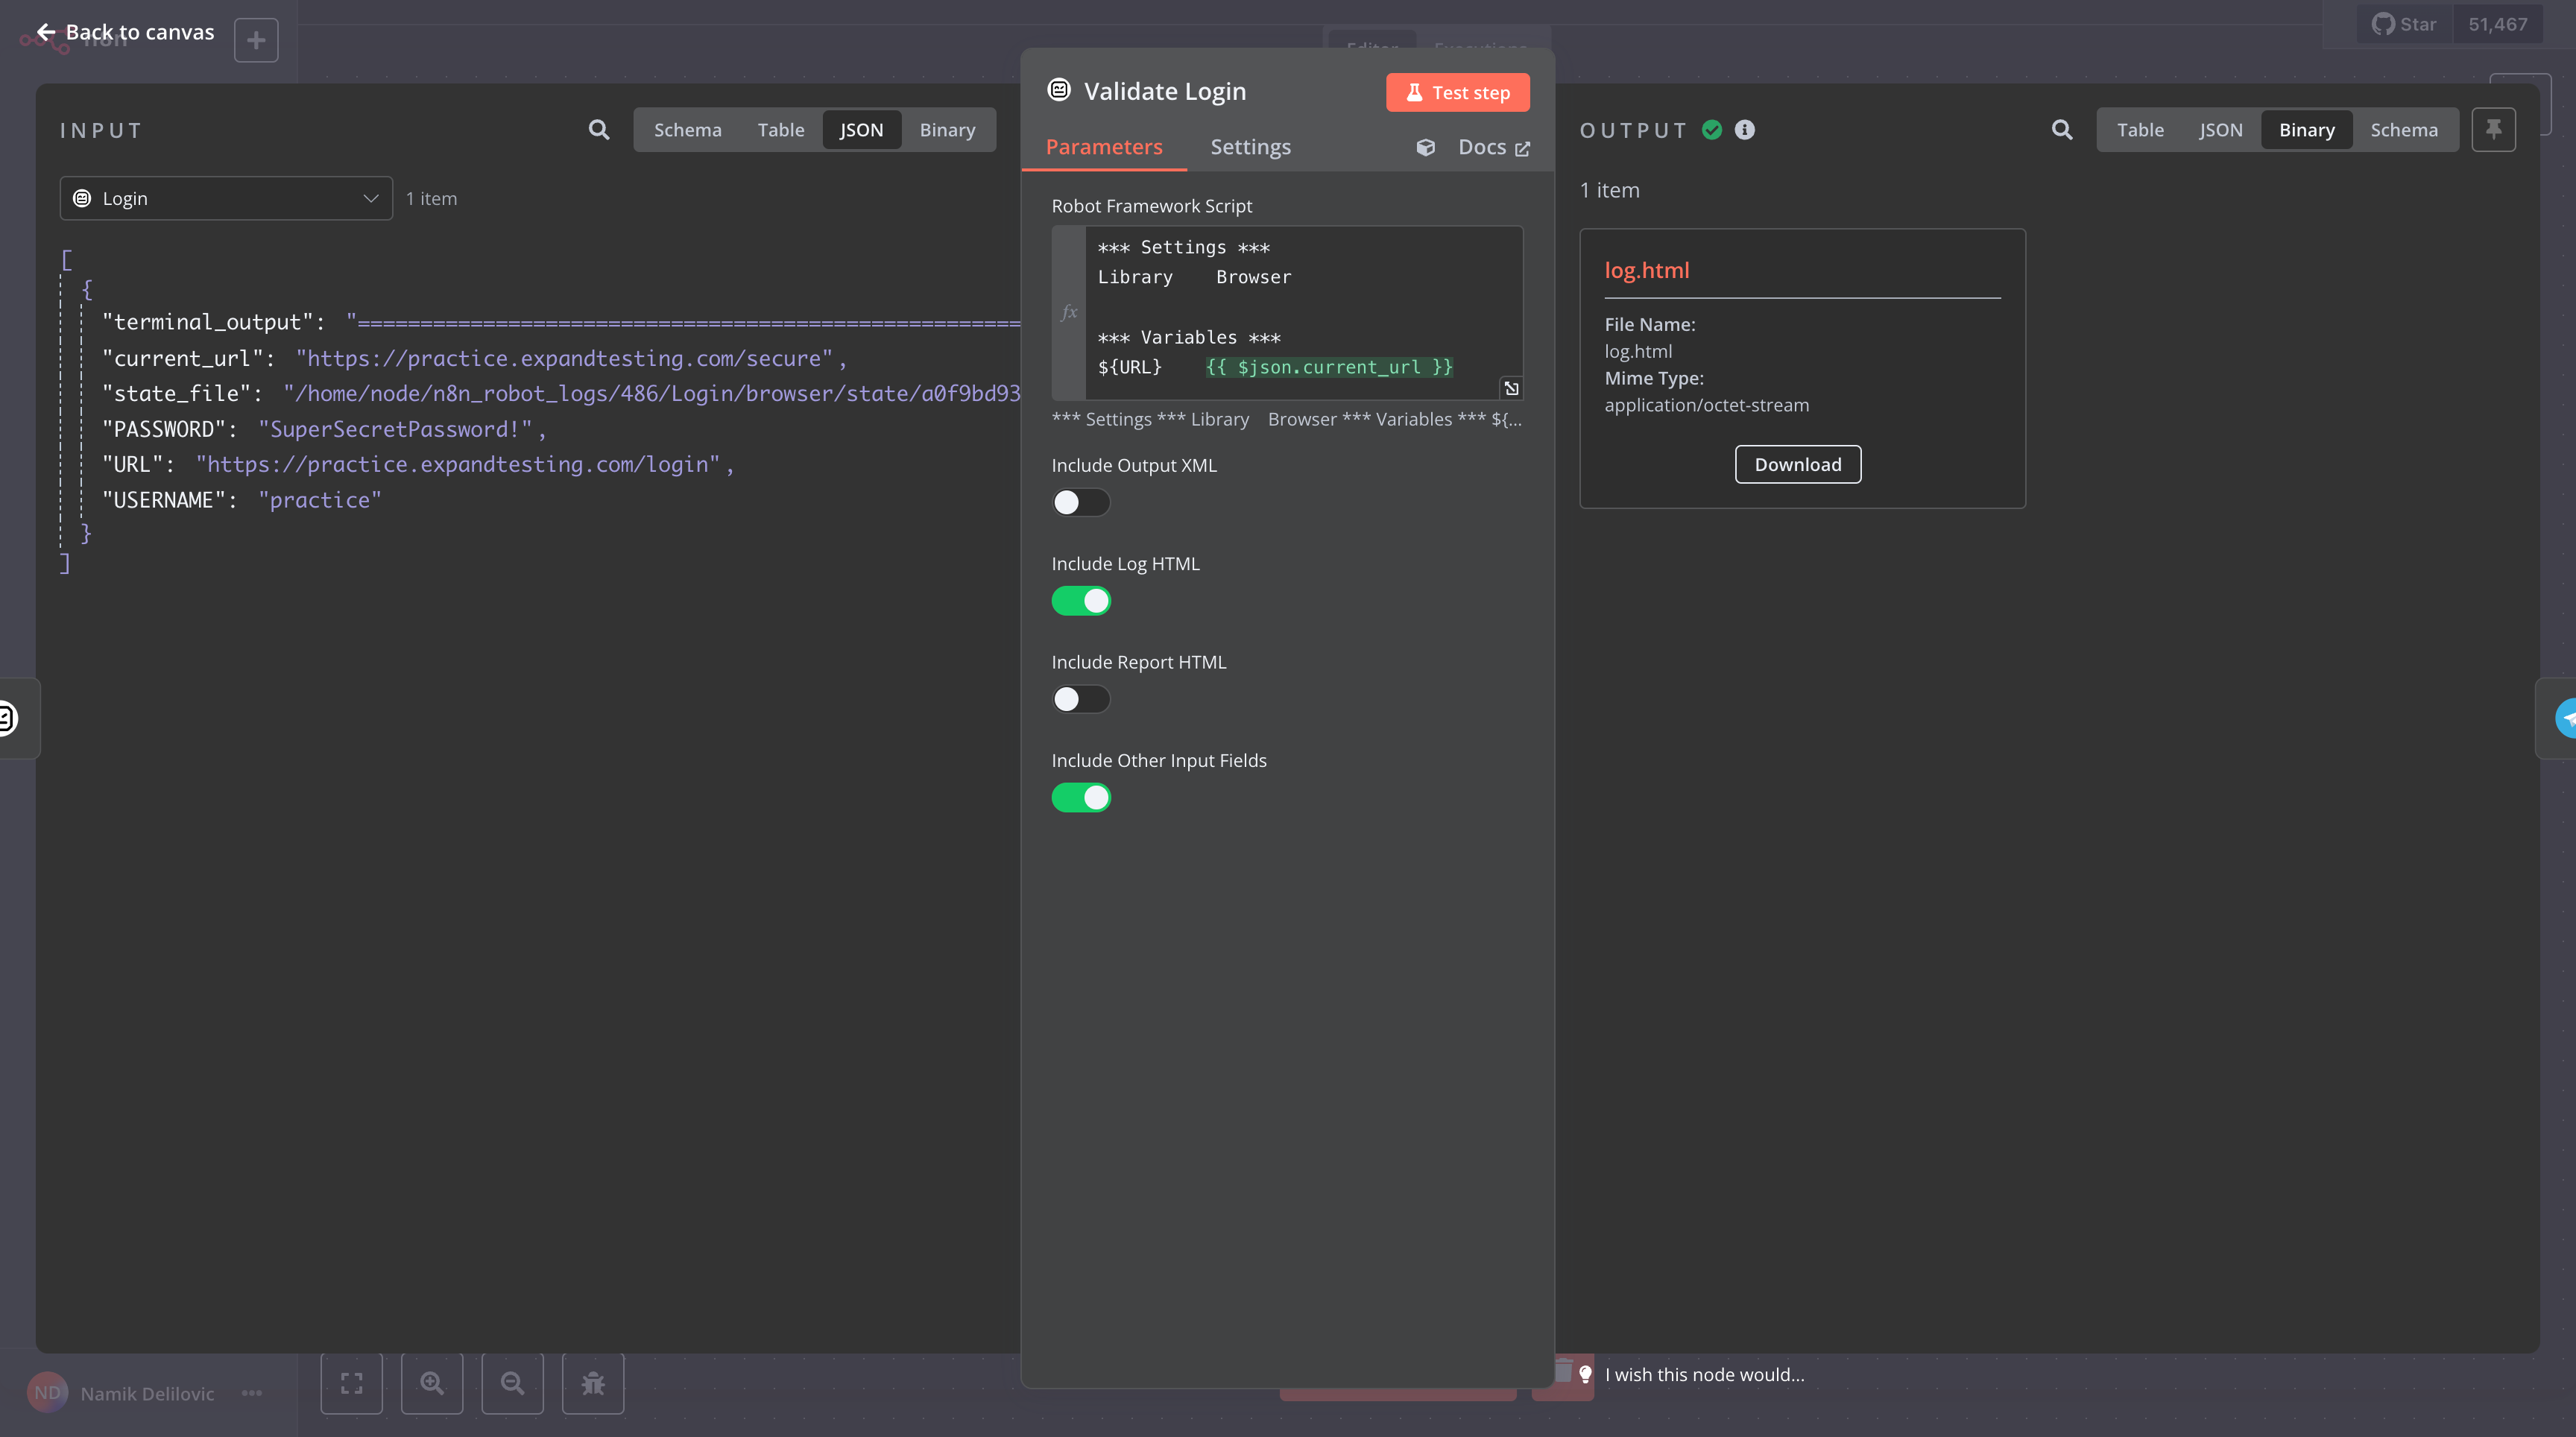 Back to canvas
n8n
Editor
Executions
Star
51,467
INPUT
Schema
Table
JSON
Binary
Login
1 item
[
{
"terminal_output": "=====================================================
"current_url": "https://practice.expandtesting.com/secure",
"state_file": "/home/node/n8n_robot_logs/486/Login/browser/state/a0f9bd93
"PASSWORD": "SuperSecretPassword!",
"URL": "https://practice.expandtesting.com/login",
"USERNAME": "practice"
}
]
Validate Login
Test step
Parameters
Settings
Docs
Robot Framework Script
fx
*** Settings ***
Library    Browser
*** Variables ***
${URL}    {{ $json.current_url }}
*** Settings *** Library    Browser *** Variables *** ${...
Include Output XML
Include Log HTML
Include Report HTML
Include Other Input Fields
OUTPUT
Table
JSON
Binary
Schema
1 item
log.html
File Name:
log.html
Mime Type:
application/octet-stream
Download
ND
Namik Delilovic
I wish this node would...